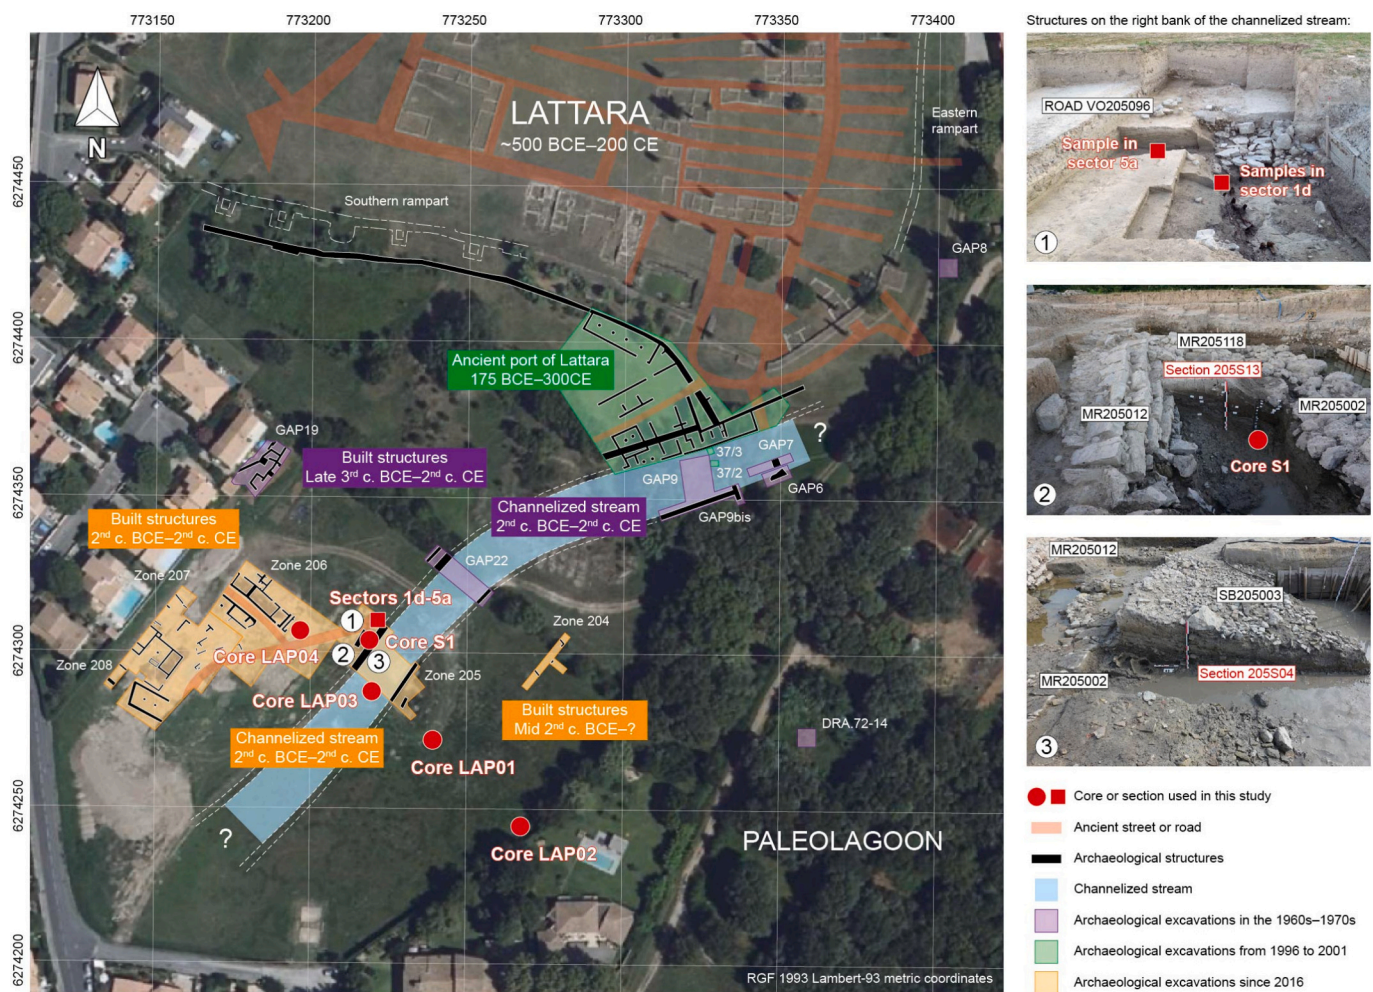 773150
773200
773250
773300
773350
773400
6274450
6274400
6274350
6274300
6274250
6274200
N
LATTARA
~500 BCE–200 CE
Eastern
rampart
Southern rampart
GAP8
Ancient port of Lattara
175 BCE–300CE
GAP19
Built structures
Late 3rd c. BCE–2nd c. CE
Channelized stream
2nd c. BCE–2nd c. CE
GAP7
?
37/3
37/2
GAP9
GAP6
GAP9bis
Built structures
2nd c. BCE–2nd c. CE
GAP22
Zone 207
Zone 206
Sectors 1d-5a
1
Core S1
Zone 204
Core LAP04
2
3
Zone 208
Zone 205
Core LAP03
Built structures
Mid 2nd c. BCE–?
DRA.72-14
Channelized stream
2nd c. BCE–2nd c. CE
Core LAP01
?
Core LAP02
PALEOLAGOON
RGF 1993 Lambert-93 metric coordinates
Structures on the right bank of the channelized stream:
ROAD VO205096
Sample in
sector 5a
Samples in
sector 1d
1
MR205118
Section 205S13
MR205012
MR205002
Core S1
2
MR205012
SB205003
MR205002
Section 205S04
3
Core or section used in this study
Ancient street or road
Archaeological structures
Channelized stream
Archaeological excavations in the 1960s–1970s
Archaeological excavations from 1996 to 2001
Archaeological excavations since 2016